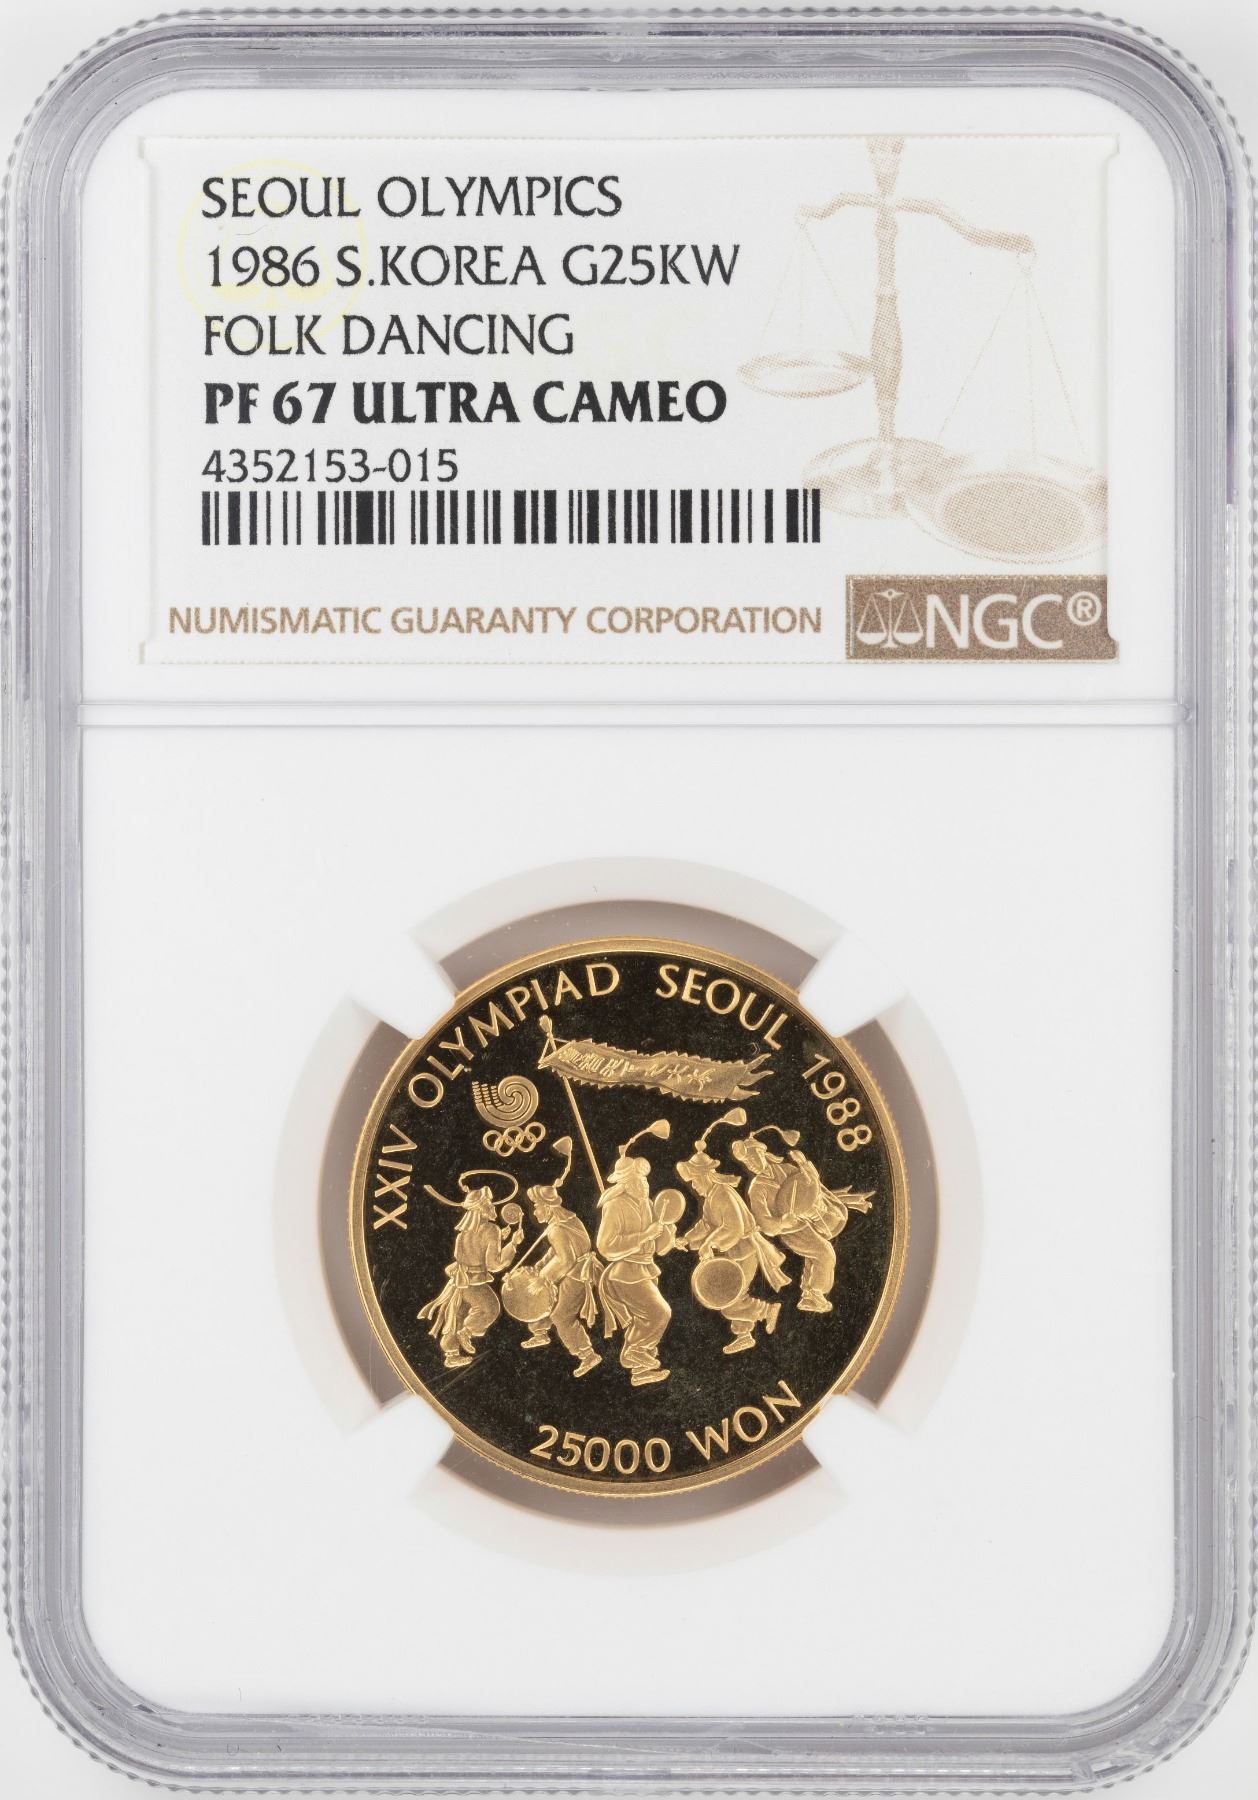 SEOUL OLYMPICS
1986 S.KOREA G25KW
FOLK DANCING
PF 67 ULTRA CAMEO
4352153-015
NUMISMATIC GUARANTY CORPORATION
NGC®
XXIV OLYMPIAD SEOUL 1988
25000 WON